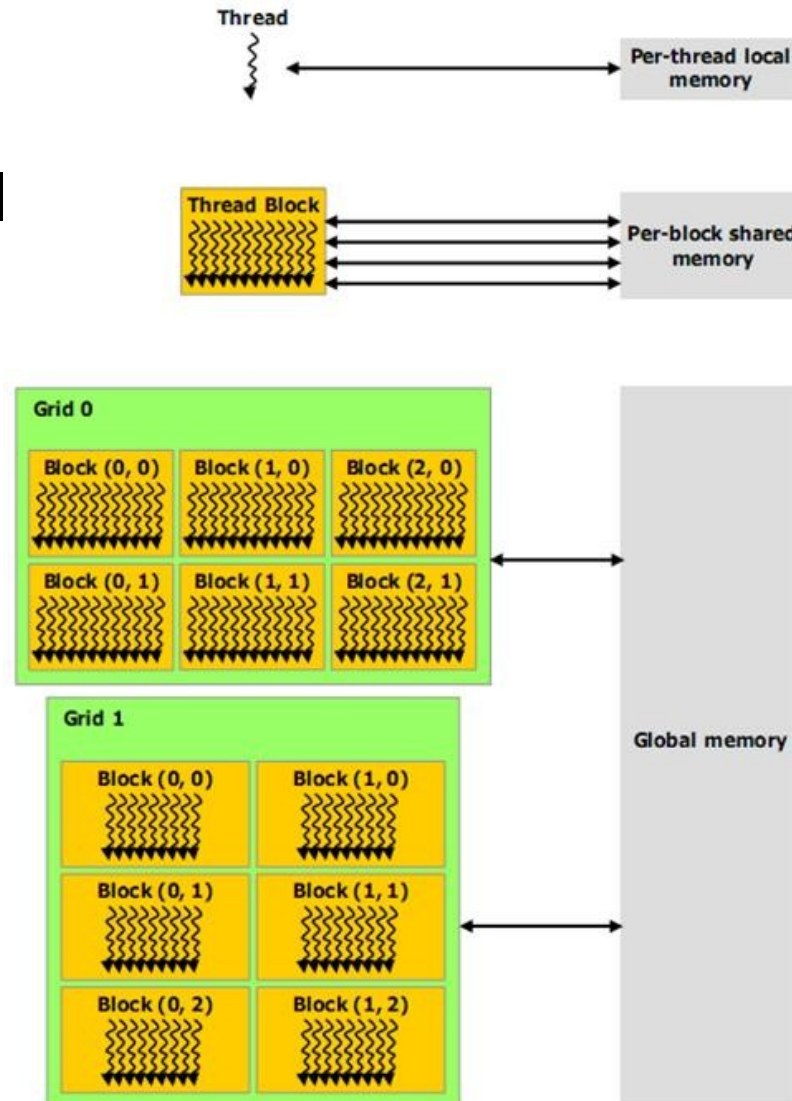 Thread
Per-thread local
memory
Thread Block
Per-block shared
memory
Grid 0
Block (0, 0)
Block (1, 0)
Block (2, 0)
Block (0, 1)
Block (1, 1)
Block (2, 1)
Grid 1
Block (0, 0)
Block (1, 0)
Global memory
Block (0, 1)
Block (1, 1)
Block (0, 2)
Block (1, 2)